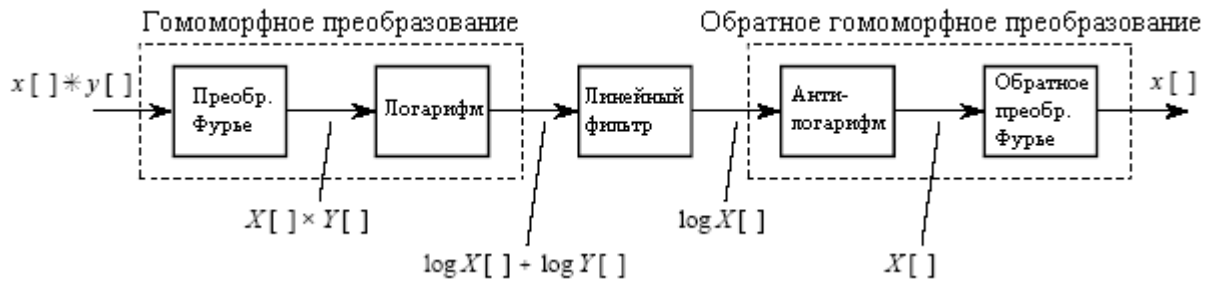 Гомоморфное преобразование
Обратное гомоморфное преобразование
x[ ]∗y[ ]
Преобр.
Фурье
Логарифм
Линейный
фильтр
Анти-
логарифм
Обратное
преобр.
Фурье
x[ ]
X[ ]×Y[ ]
log X[ ] + log Y[ ]
log X[ ]
X[ ]